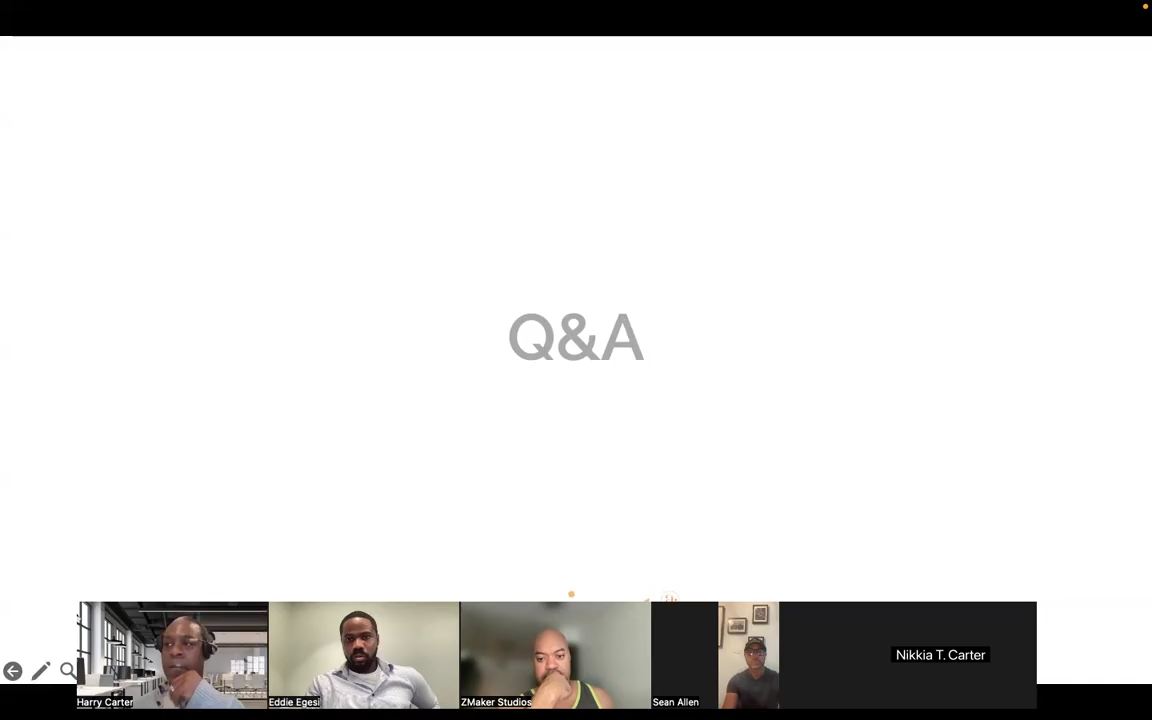 Q&A
Harry Carter
Eddie Egesi
ZMaker Studios
Sean Allen
Nikkia T. Carter